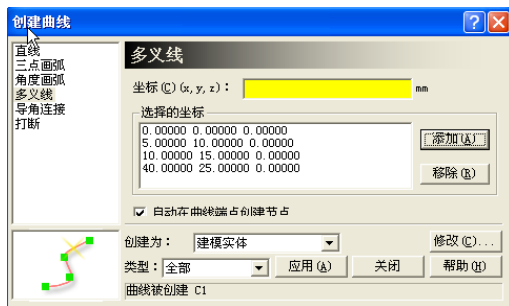 创建曲线
直线
三点画弧
角度画弧
多义线
导角连接
打断
多义线
坐标(C)(x, y, z)： mm
选择的坐标
0.00000 0.00000 0.00000
5.00000 10.00000 0.00000
10.00000 15.00000 0.00000
40.00000 25.00000 0.00000
添加(A)
移除(R)
自动在曲线端点创建节点
创建为： 建模实体 修改(C)...
类型： 全部 应用(A) 关闭 帮助(H)
曲线被创建 C1